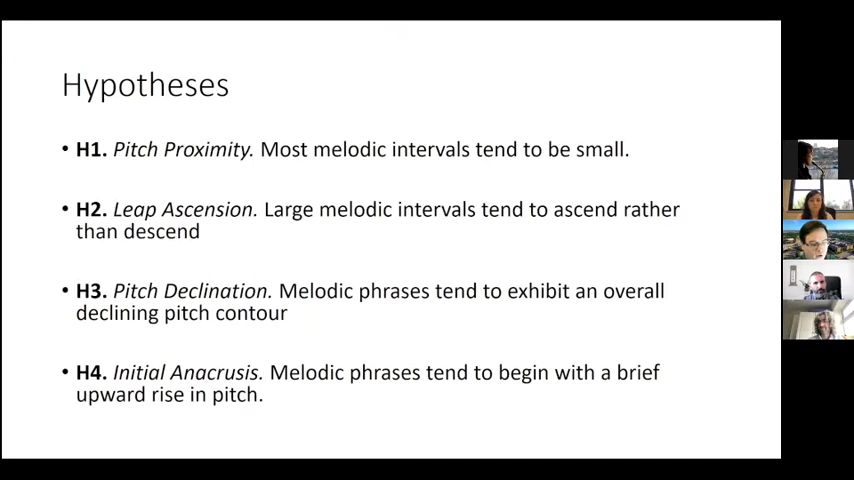 Hypotheses
• H1. Pitch Proximity. Most melodic intervals tend to be small.
• H2. Leap Ascension. Large melodic intervals tend to ascend rather
than descend
• H3. Pitch Declination. Melodic phrases tend to exhibit an overall
declining pitch contour
• H4. Initial Anacrusis. Melodic phrases tend to begin with a brief
upward rise in pitch.